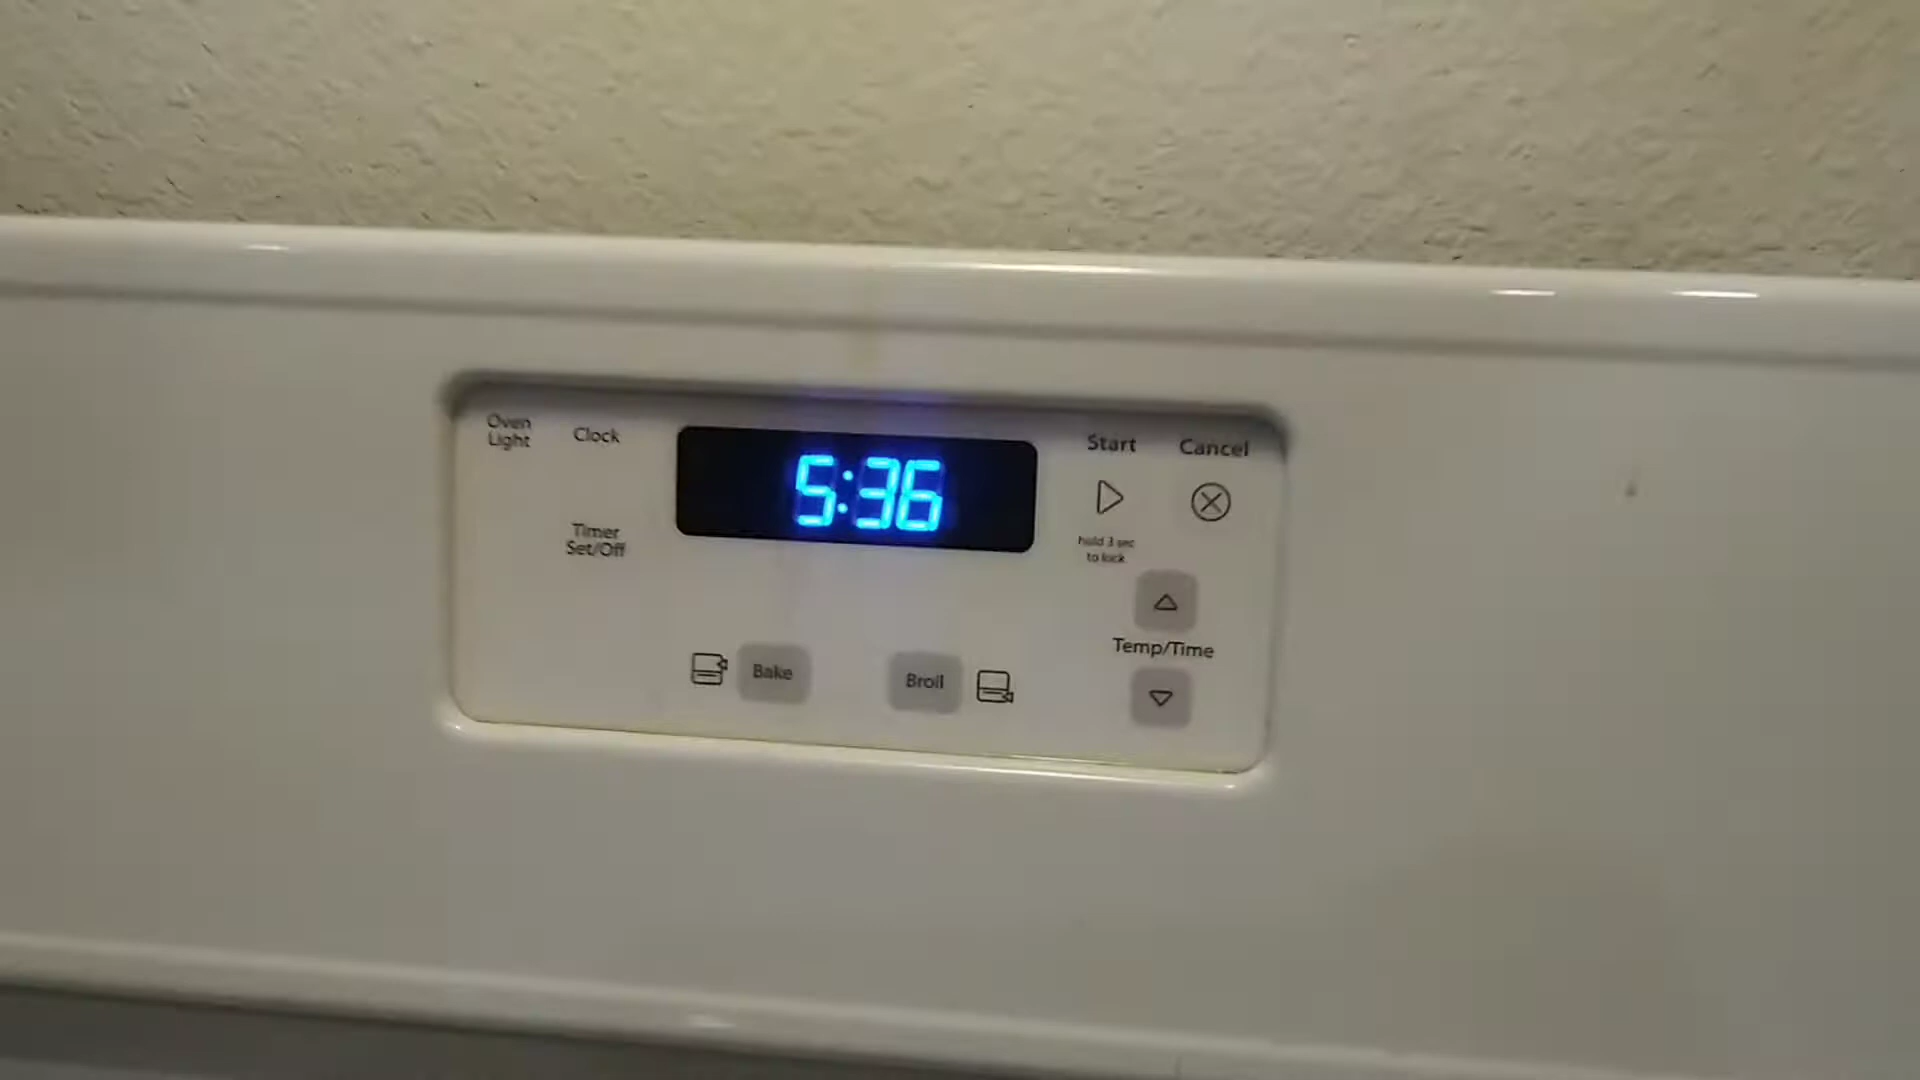 Oven
Light
Clock
5:36
Start
Cancel
Timer
Set/Off
hold 3 sec
to lock
Temp/Time
Bake
Broil